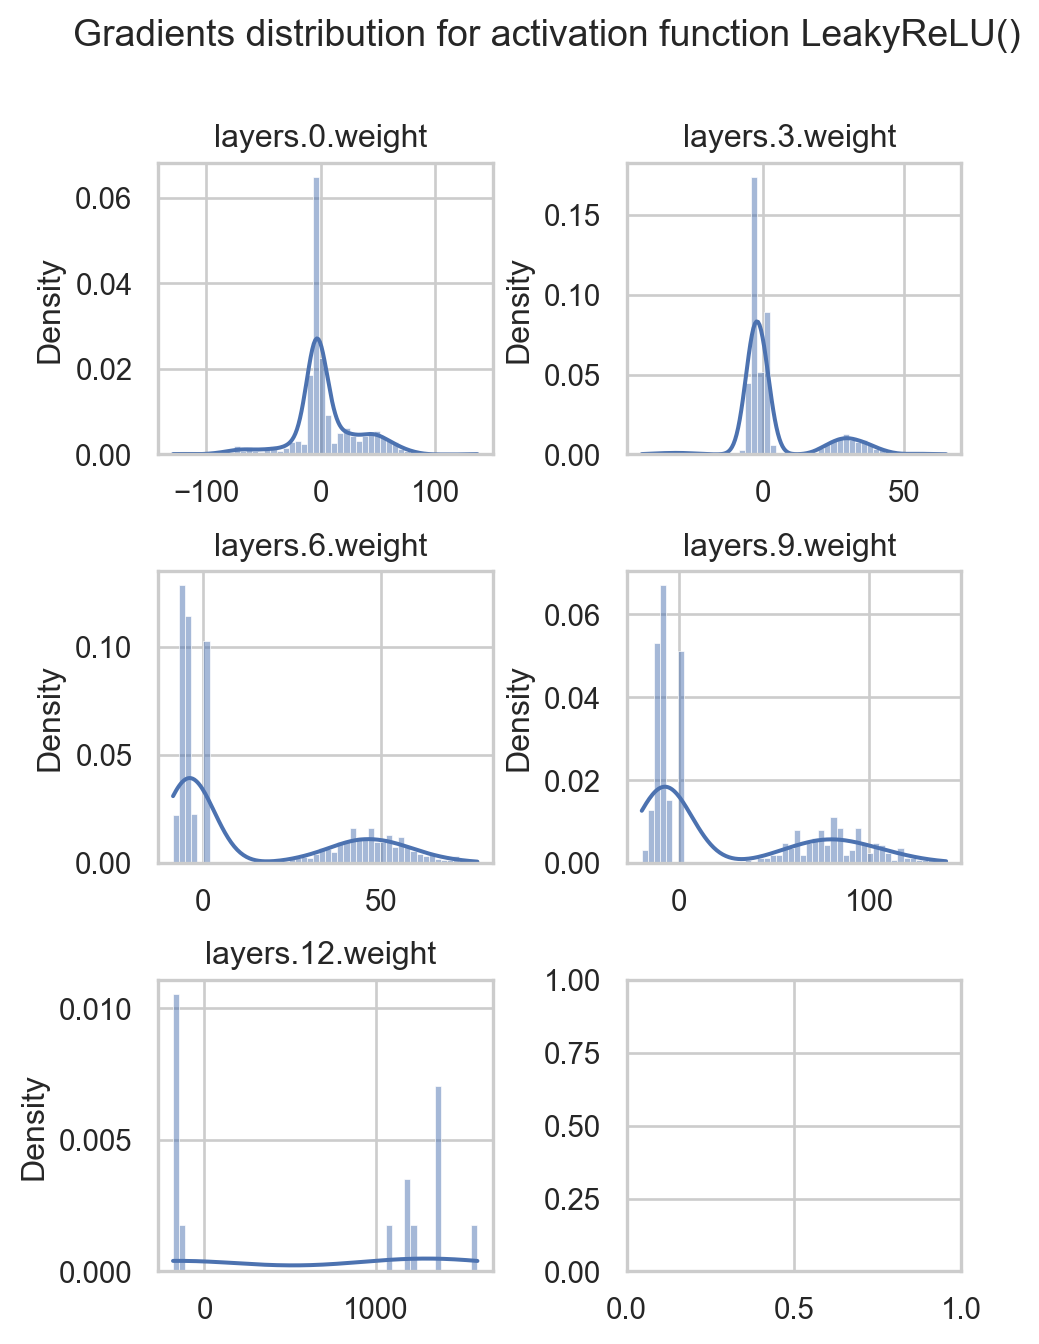 Gradients distribution for activation function LeakyReLU()
layers.0.weight
Density
0.06
0.04
0.02
0.00
−100 0 100
layers.3.weight
Density
0.15
0.10
0.05
0.00
0 50
layers.6.weight
Density
0.10
0.05
0.00
0 50
layers.9.weight
Density
0.06
0.04
0.02
0.00
0 100
layers.12.weight
Density
0.010
0.005
0.000
0 1000
1.00
0.75
0.50
0.25
0.00
0.0 0.5 1.0